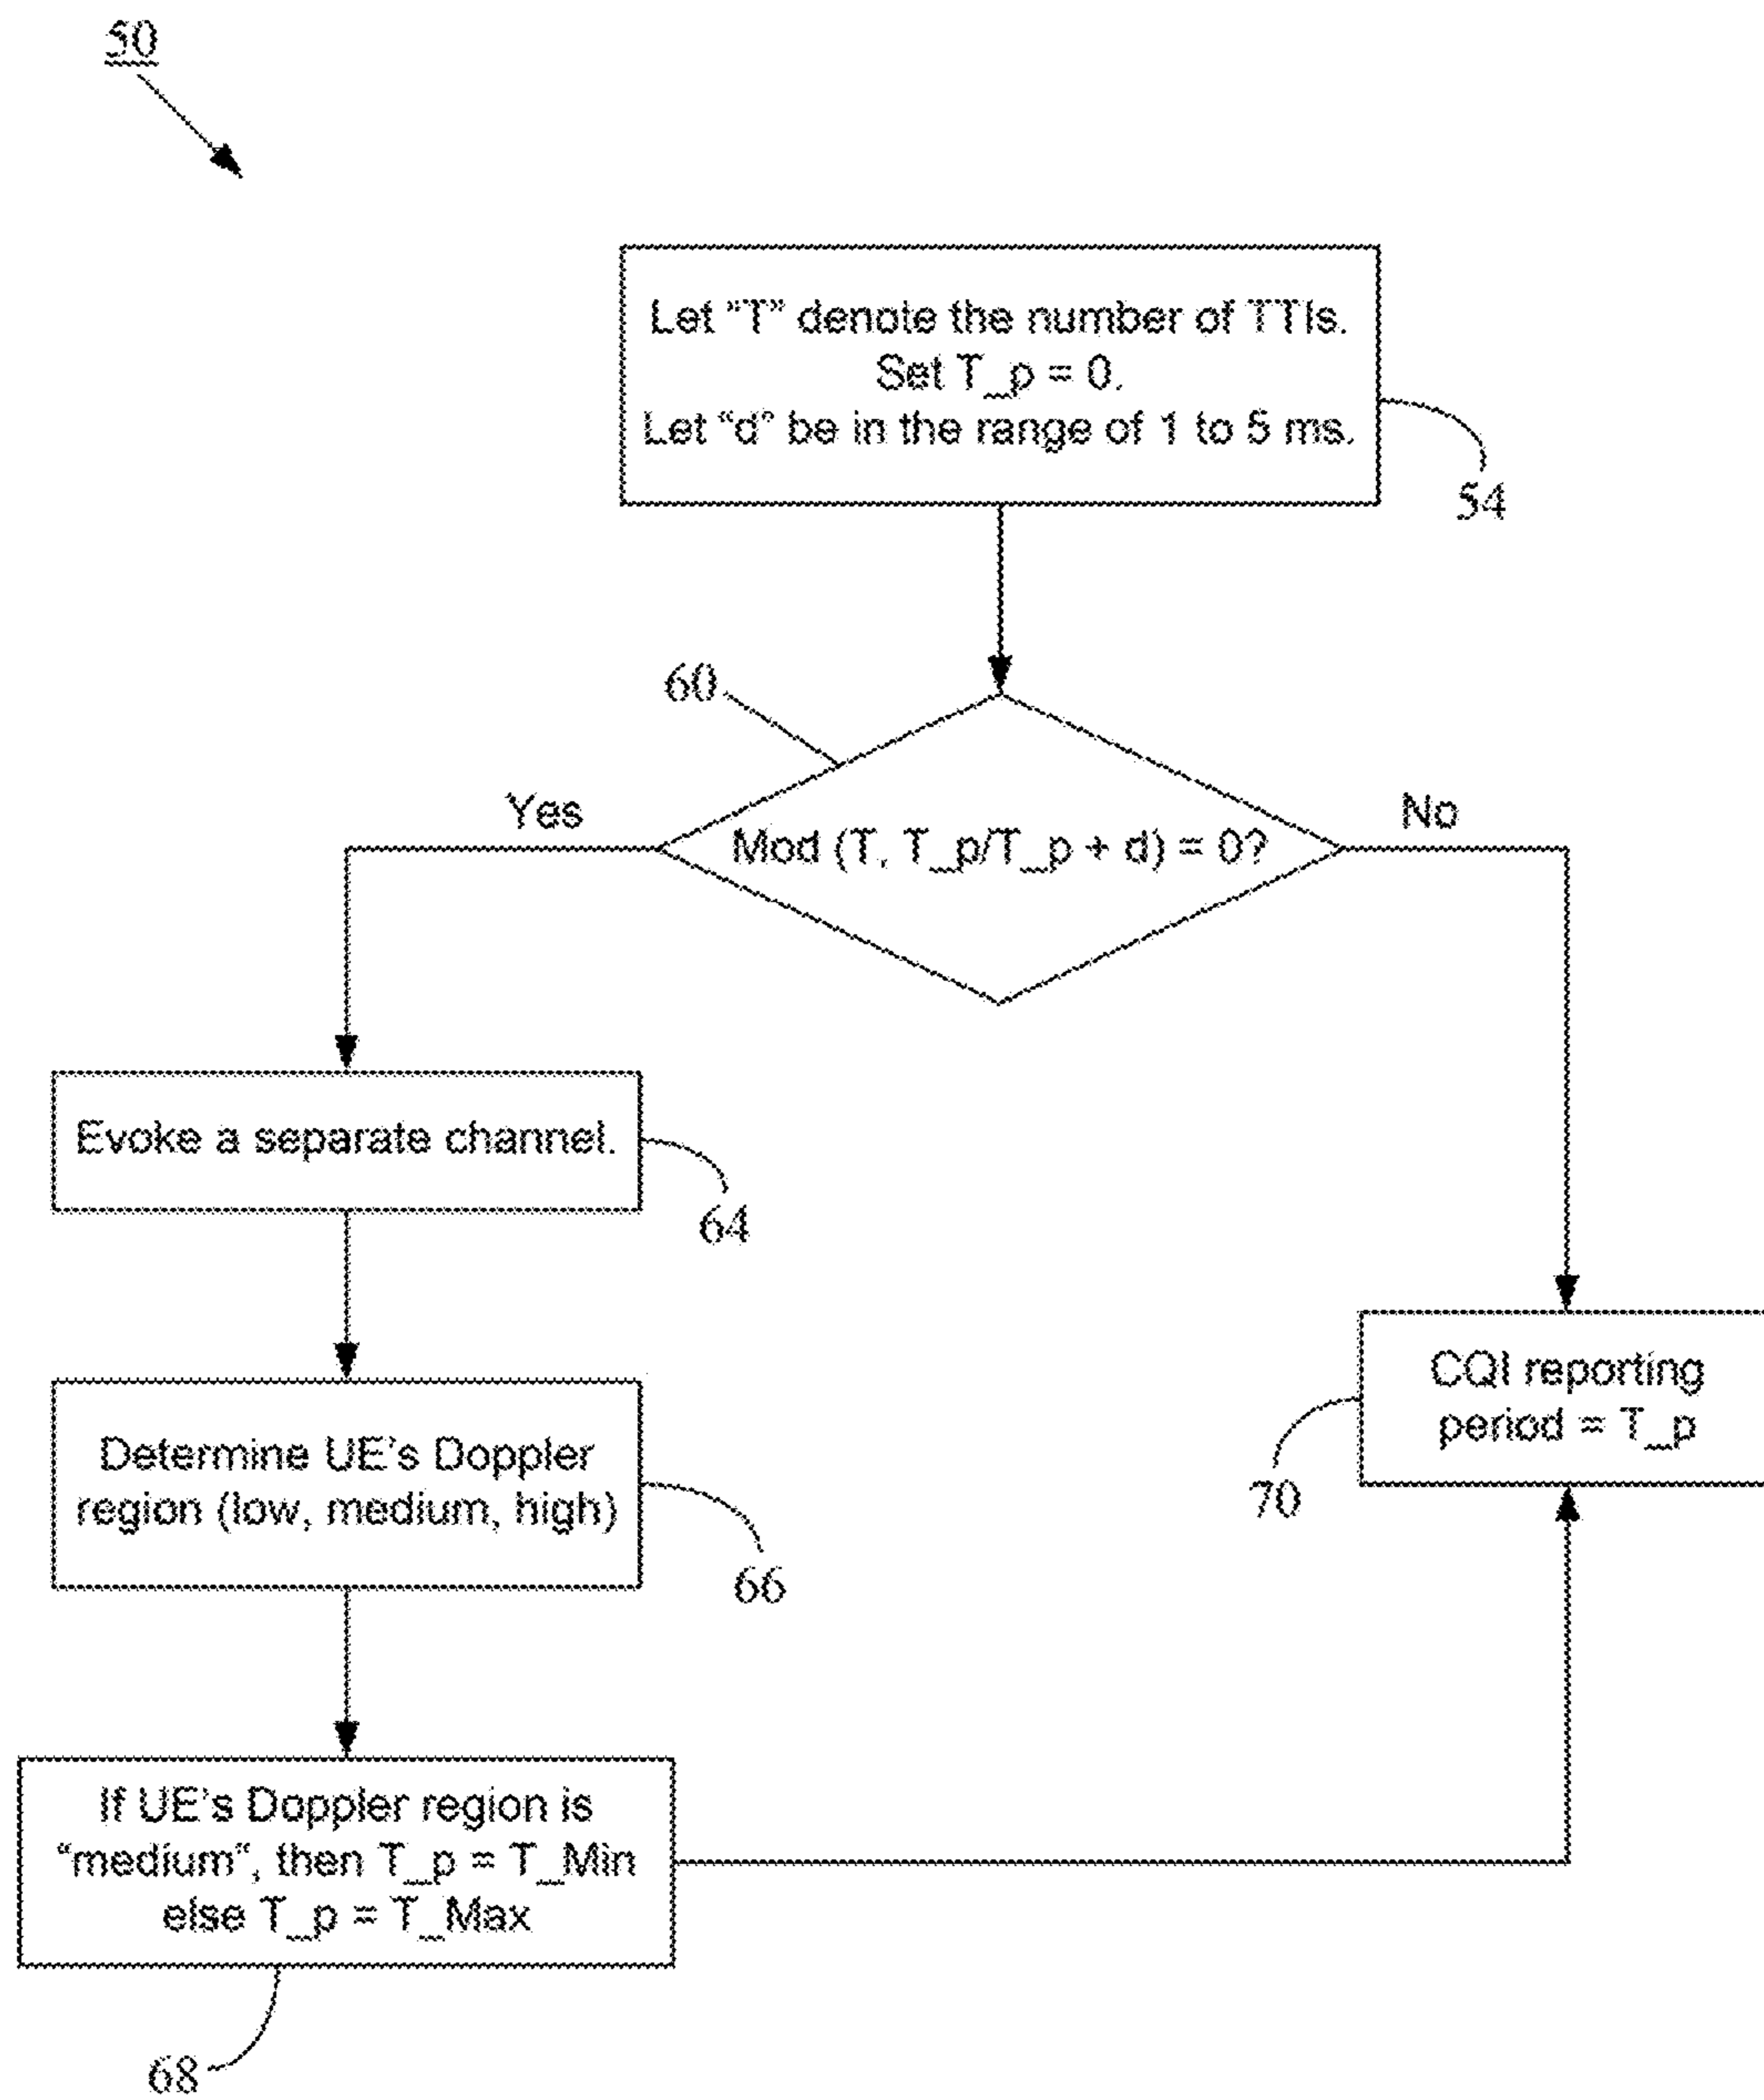 50
Let "T" denote the number of TTIs.
Set T_p = 0.
Let "d" be in the range of 1 to 5 ms.
54
60
Yes
No
Mod (T, T_p/T_p + d) = 0?
Evoke a separate channel.
64
Determine UE's Doppler
region (low, medium, high)
66
CQI reporting
period = T_p
70
If UE's Doppler region is
"medium", then T_p = T_Min
else T_p = T_Max
68